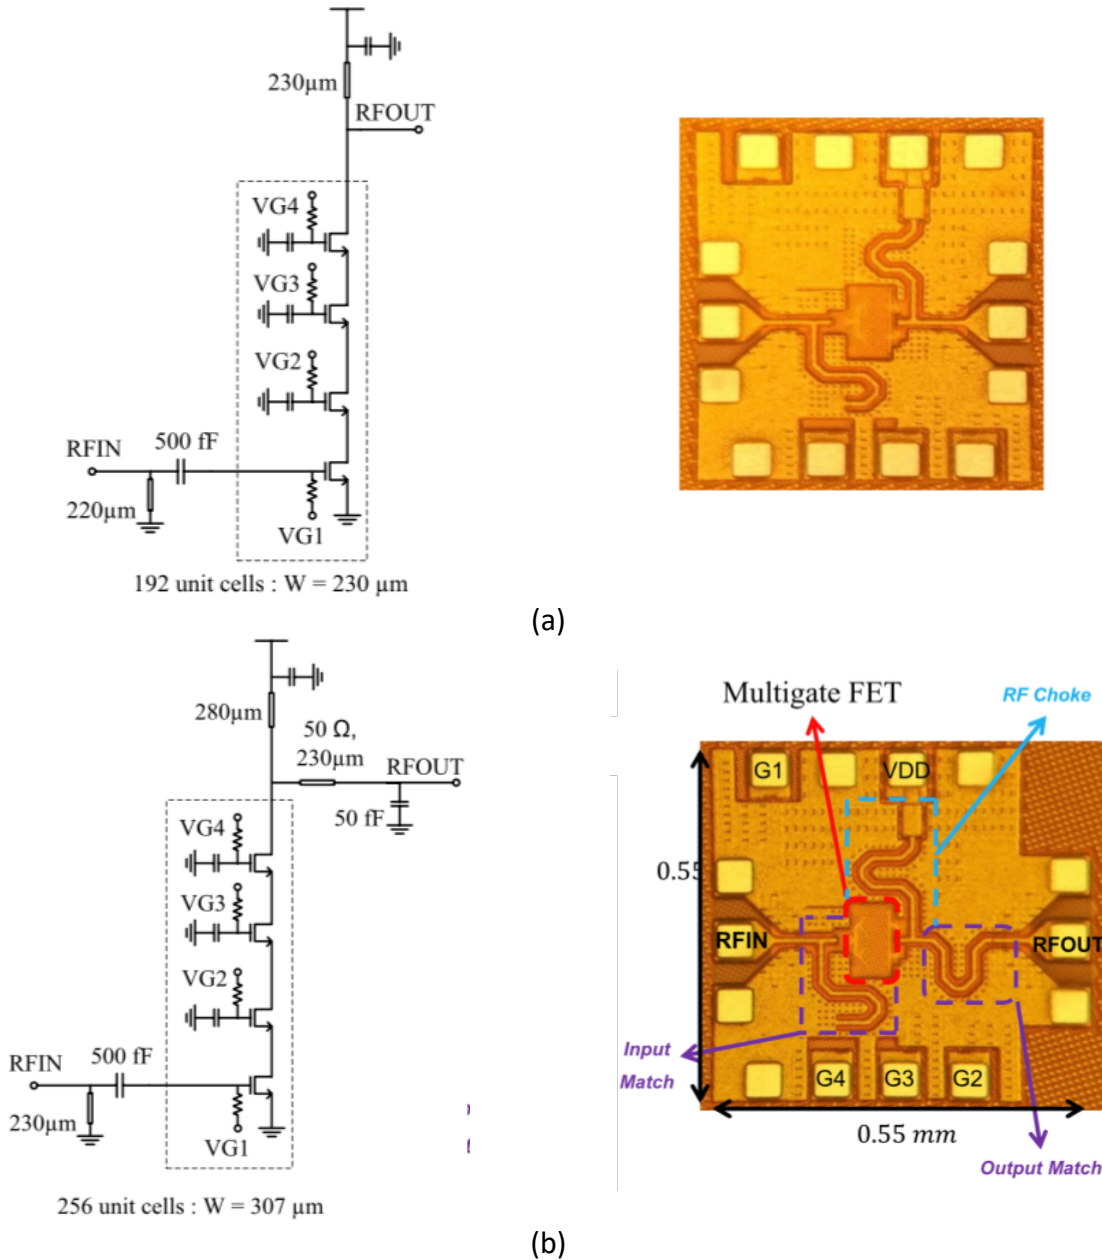 230µm
RFOUT
VG4
VG3
VG2
RFIN
500 fF
220µm
VG1
192 unit cells : W = 230 µm
(a)
280µm
50 Ω,
230µm
RFOUT
50 fF
VG4
VG3
VG2
RFIN
500 fF
230µm
VG1
256 unit cells : W = 307 µm
Multigate FET
RF Choke
G1
VDD
RFIN
RFOUT
Input
Match
G4
G3
G2
0.55 mm
Output Match
(b)